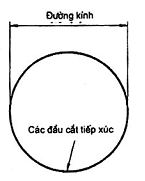 Đường kính
Các đầu cắt tiếp xúc